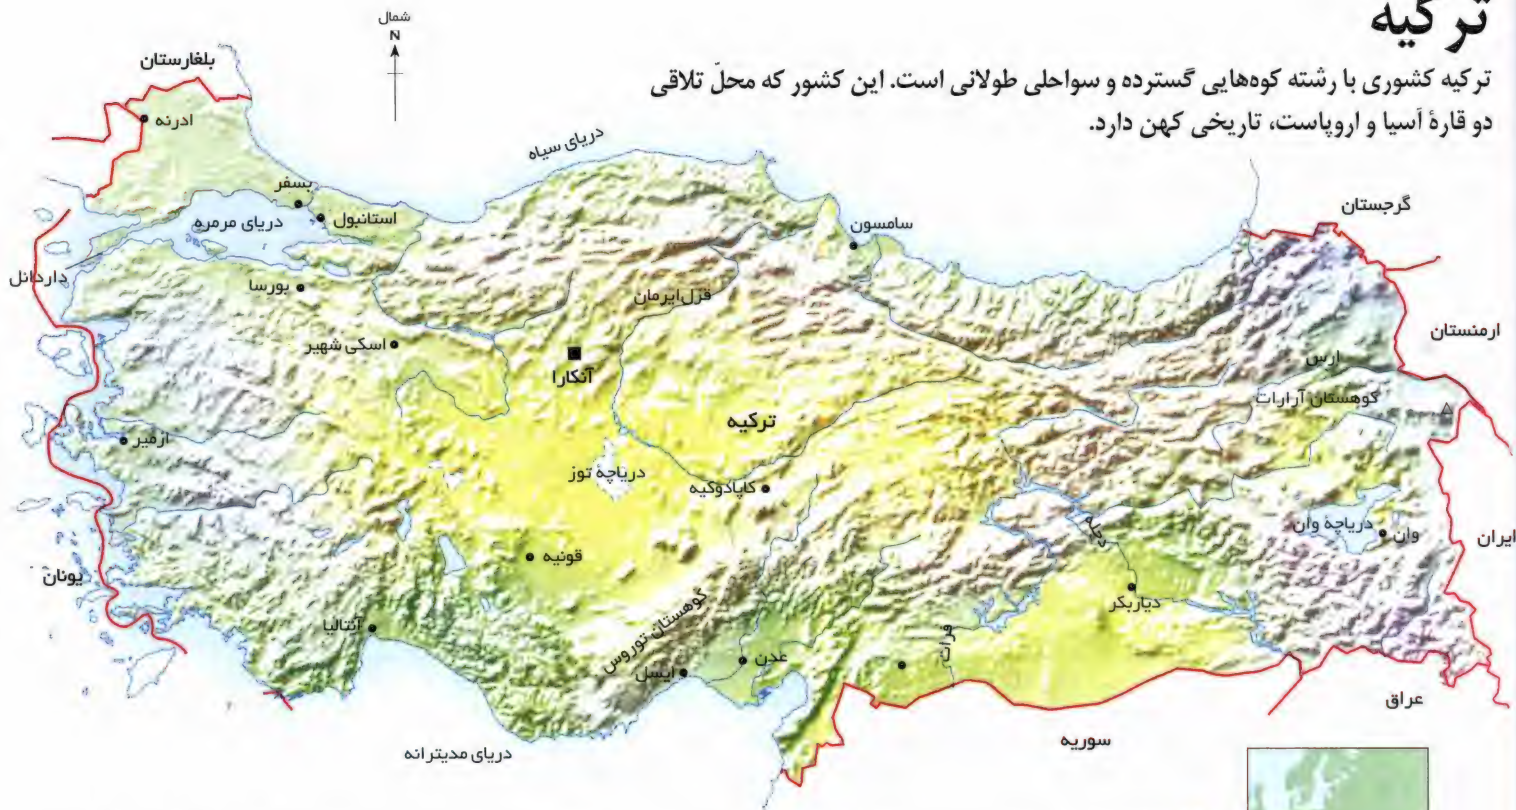 ترکیه
ترکیه کشوری با رشته کوه‌هایی گسترده و سواحلی طولانی است. این کشور که محلّ تلاقی
دو قارهٔ آسیا و اروپاست، تاریخی کهن دارد.
شمال
N
بلغارستان
ادرنه
دریای سیاه
بسفر
استانبول
دریای مرمره
داردانل
بورسا
سامسون
گرجستان
قزل‌ایرمان
ارمنستان
اسکی شهیر
آنکارا
ارس
کوهستان آرارات
ترکیه
ازمیر
دریاچهٔ توز
کاپادوکیه
دجله
دریاچهٔ وان
وان
ایران
قونیه
یونان
دیاربکر
کوهستان توروس
آنتالیا
فرات
عدن
ایسل
عراق
سوریه
دریای مدیترانه